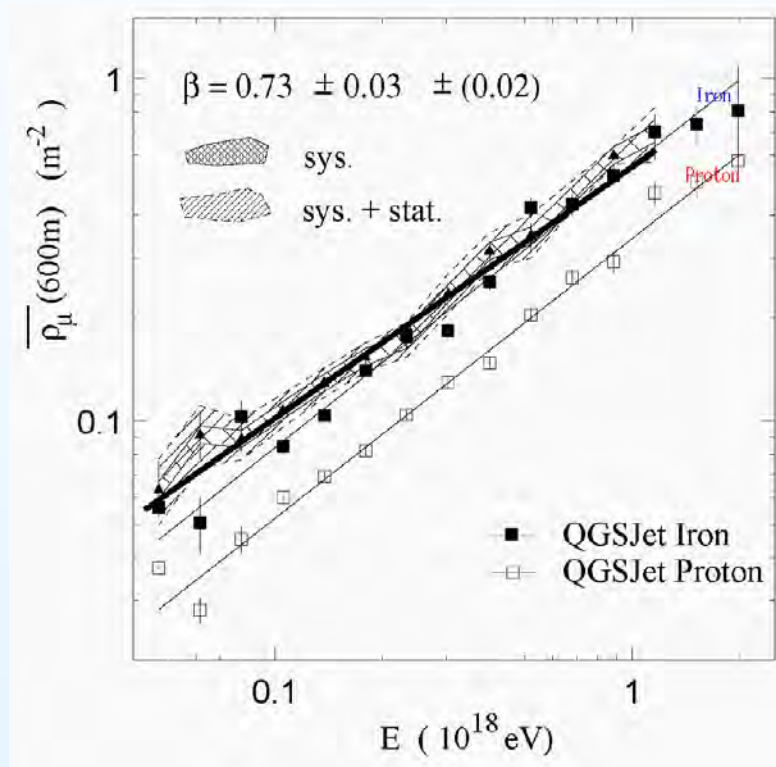 1
Iron
β = 0.73 ± 0.03 ± (0.02)
sys.
Proton
sys. + stat.
ρμ (600m) (m⁻²)
0.1
QGSJet Iron
QGSJet Proton
0.1 1
E ( 10¹⁸ eV)